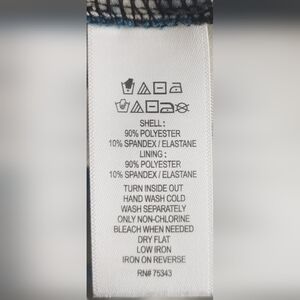 SHELL :
90% POLYESTER
10% SPANDEX / ELASTANE
LINING :
90% POLYESTER
10% SPANDEX / ELASTANE
TURN INSIDE OUT
HAND WASH COLD
WASH SEPARATELY
ONLY NON-CHLORINE
BLEACH WHEN NEEDED
DRY FLAT
LOW IRON
IRON ON REVERSE
RN# 75343